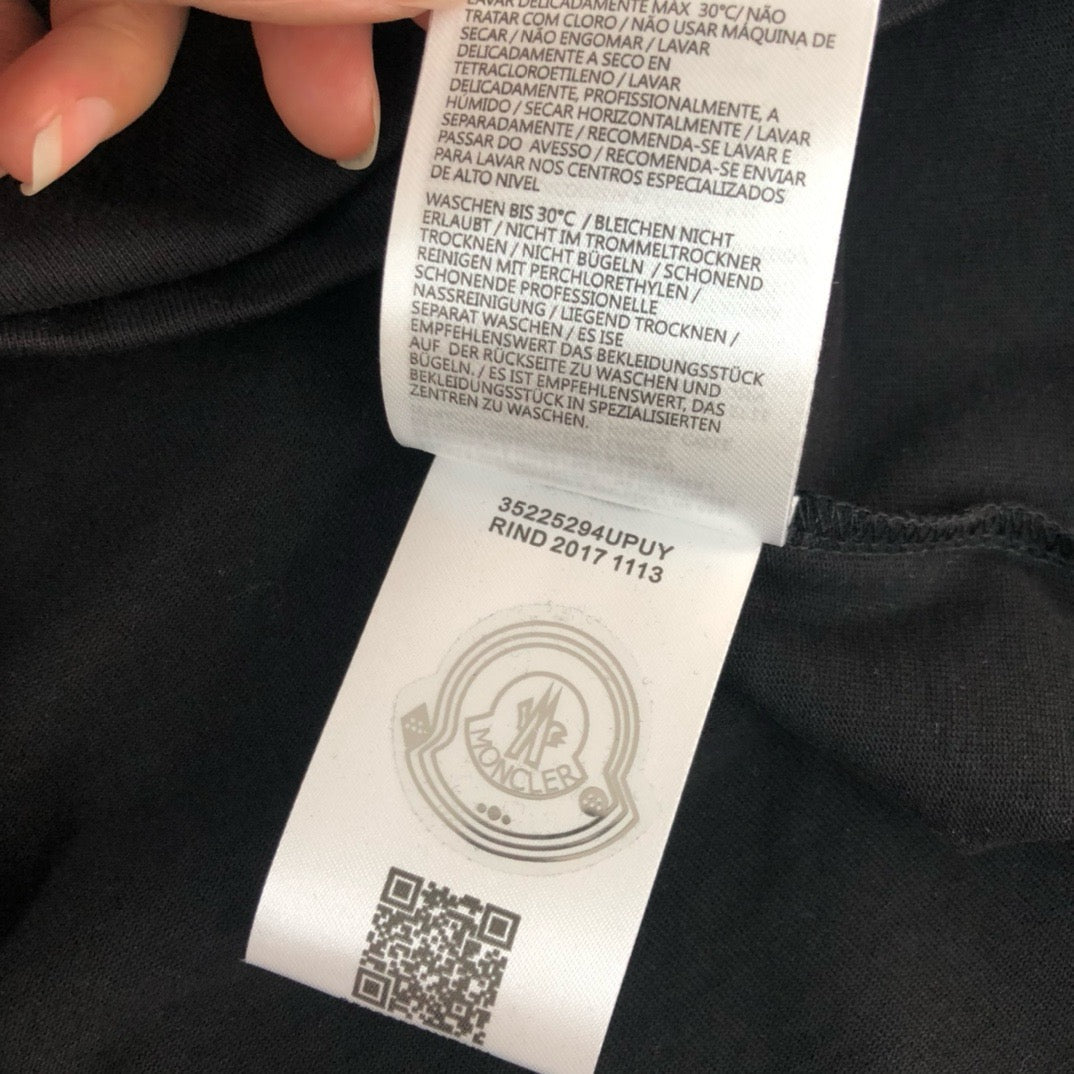 LAVAR DELICADAMENTE MÁX 30°C/ NÃO
TRATAR COM CLORO / NÃO USAR MÁQUINA DE
SECAR / NÃO ENGOMAR / LAVAR
DELICADAMENTE A SECO EN
TETRACLOROETILENO / LAVAR
DELICADAMENTE, PROFISSIONALMENTE, A
HÚMIDO / SECAR HORIZONTALMENTE / LAVAR
SEPARADAMENTE / RECOMENDA-SE LAVAR E
PASSAR DO AVESSO / RECOMENDA-SE ENVIAR
PARA LAVAR NOS CENTROS ESPECIALIZADOS
DE ALTO NIVEL
WASCHEN BIS 30°C / BLEICHEN NICHT
ERLAUBT / NICHT IM TROMMELTROCKNER
TROCKNEN / NICHT BÜGELN / SCHONEND
REINIGEN MIT PERCHLORETHYLEN /
SCHONENDE PROFESSIONELLE
NASSREINIGUNG / LIEGEND TROCKNEN /
SEPARAT WASCHEN / ES ISE
EMPFEHLENSWERT DAS BEKLEIDUNGSSTÜCK
AUF DER RÜCKSEITE ZU WASCHEN UND
BÜGELN. / ES IST EMPFEHLENSWERT, DAS
BEKLEIDUNGSSTÜCK IN SPEZIALISIERTEN
ZENTREN ZU WASCHEN.
35225294UPUY
RIND 2017 1113
MONCLER